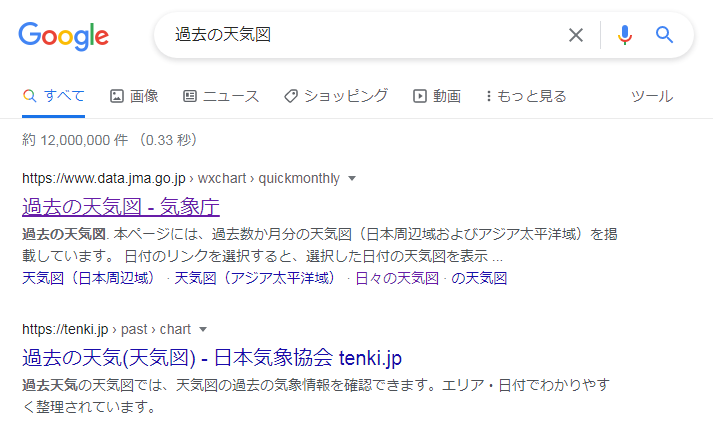 Google
過去の天気図
すべて 画像 ニュース ショッピング 動画 もっと見る ツール
約 12,000,000 件 （0.33 秒）
https://www.data.jma.go.jp › wxchart › quickmonthly
過去の天気図 - 気象庁
過去の天気図. 本ページには、過去数か月分の天気図（日本周辺域およびアジア太平洋域）を掲
載しています。 日付のリンクを選択すると、選択した日付の天気図を表示 ...
天気図（日本周辺域） · 天気図（アジア太平洋域） · 日々の天気図 · の天気図
https://tenki.jp › past › chart
過去の天気(天気図) - 日本気象協会 tenki.jp
過去天気の天気図では、天気図の過去の気象情報を確認できます。エリア・日付でわかりやす
く整理されています。